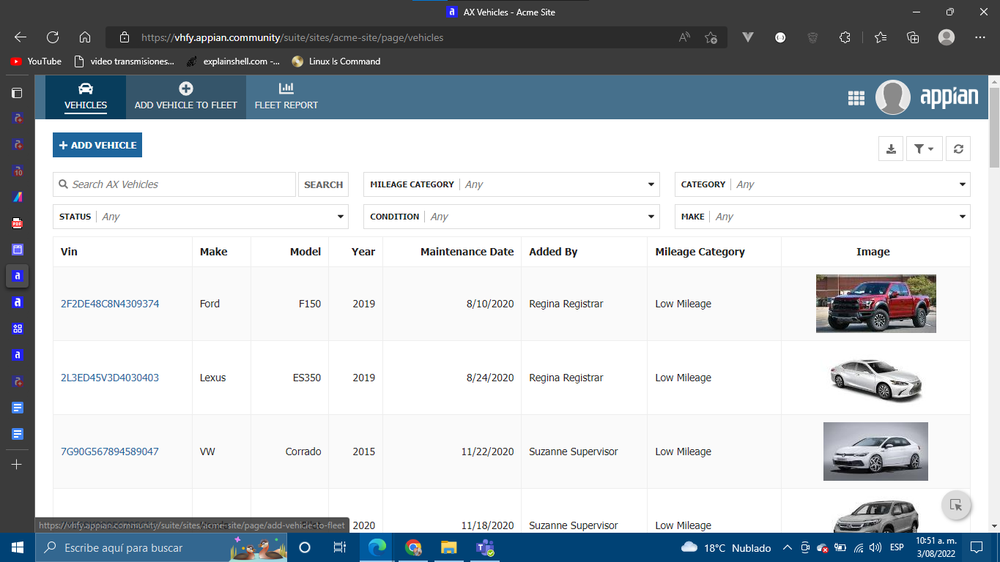 AX Vehicles - Acme Site
https://vhfy.appian.community/suite/sites/acme-site/page/vehicles
YouTube
video transmisiones...
explainshell.com -...
Linux Is Command
VEHICLES
ADD VEHICLE TO FLEET
FLEET REPORT
appian
+ ADD VEHICLE
Search AX Vehicles
SEARCH
MILEAGE CATEGORY Any
CATEGORY Any
STATUS Any
CONDITION Any
MAKE Any
Vin Make Model Year Maintenance Date Added By Mileage Category Image
2F2DE48C8N4309374 Ford F150 2019 8/10/2020 Regina Registrar Low Mileage
2L3ED45V3D4030403 Lexus ES350 2019 8/24/2020 Regina Registrar Low Mileage
7G90G567894589047 VW Corrado 2015 11/22/2020 Suzanne Supervisor Low Mileage
2020 11/18/2020 Suzanne Supervisor Low Mileage
https://vhfy.appian.community/suite/sites/acme-site/page/add-vehicle-to-fleet
Escribe aquí para buscar
18°C Nublado
ESP
10:51 a. m.
3/08/2022